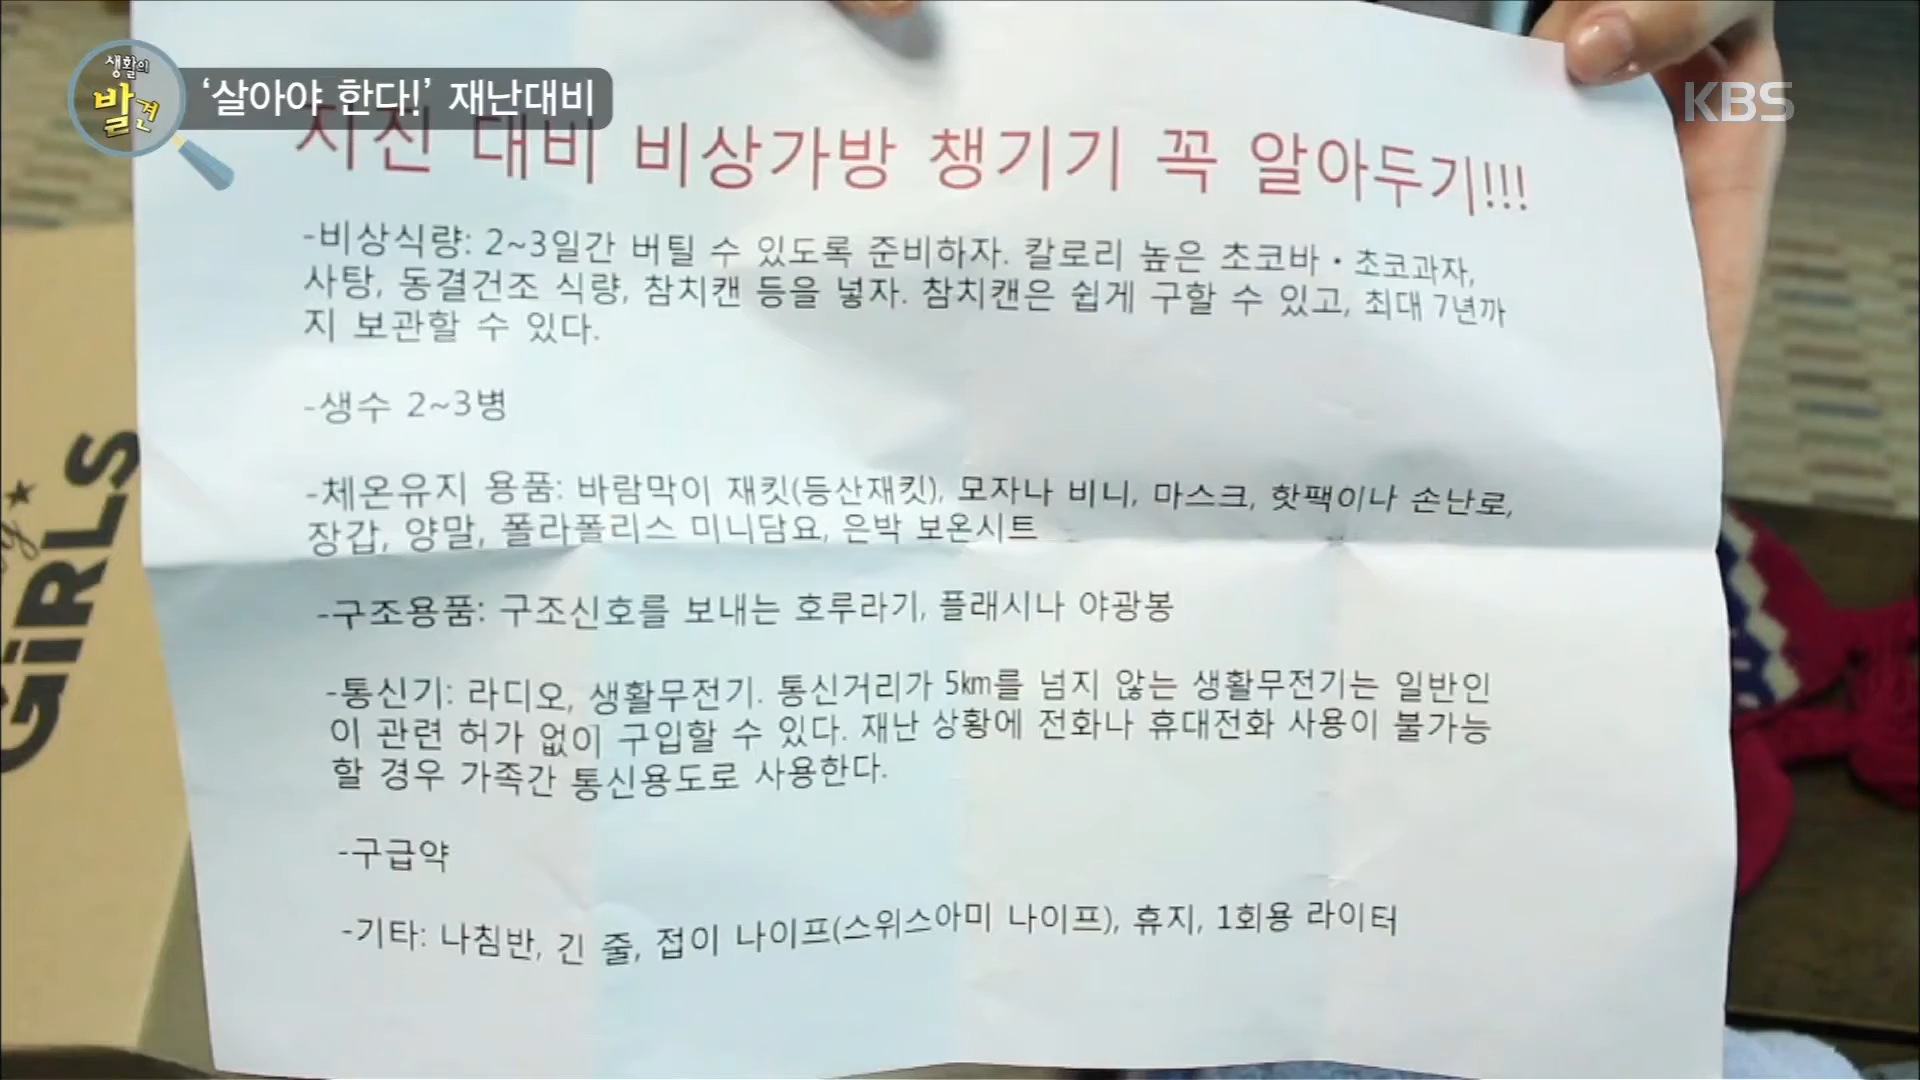 생활의
발견
‘살아야 한다!’ 재난대비
KBS
지진 대비 비상가방 챙기기 꼭 알아두기!!!
-비상식량: 2~3일간 버틸 수 있도록 준비하자. 칼로리 높은 초코바·초코과자,
사탕, 동결건조 식량, 참치캔 등을 넣자. 참치캔은 쉽게 구할 수 있고, 최대 7년까
지 보관할 수 있다.
-생수 2~3병
-체온유지 용품: 바람막이 재킷(등산재킷), 모자나 비니, 마스크, 핫팩이나 손난로,
장갑, 양말, 폴라폴리스 미니담요, 은박 보온시트
-구조용품: 구조신호를 보내는 호루라기, 플래시나 야광봉
-통신기: 라디오, 생활무전기. 통신거리가 5㎞를 넘지 않는 생활무전기는 일반인
이 관련 허가 없이 구입할 수 있다. 재난 상황에 전화나 휴대전화 사용이 불가능
할 경우 가족간 통신용도로 사용한다.
-구급약
-기타: 나침반, 긴 줄, 접이 나이프(스위스아미 나이프), 휴지, 1회용 라이터
GiRLS